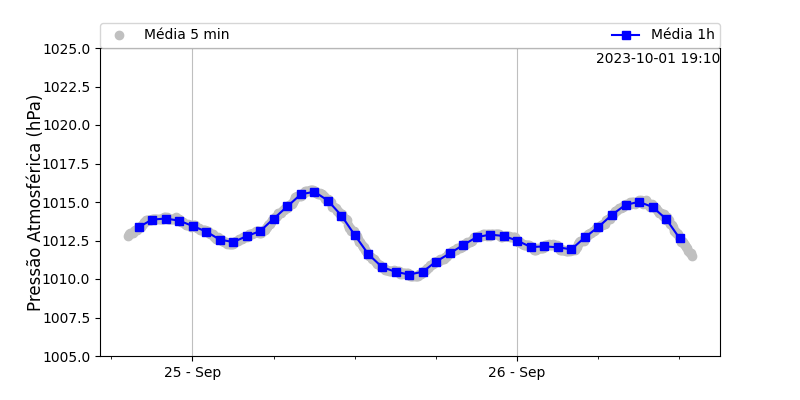 Média 5 min
Média 1h
2023-10-01 19:10
Pressão Atmosférica (hPa)
1025.0
1022.5
1020.0
1017.5
1015.0
1012.5
1010.0
1007.5
1005.0
25 - Sep
26 - Sep